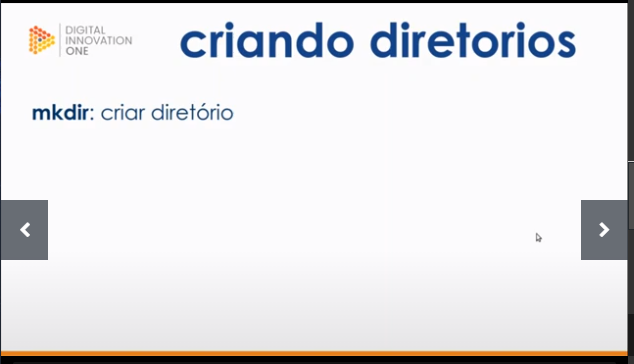 DIGITAL
INNOVATION
ONE
criando diretorios
mkdir: criar diretório